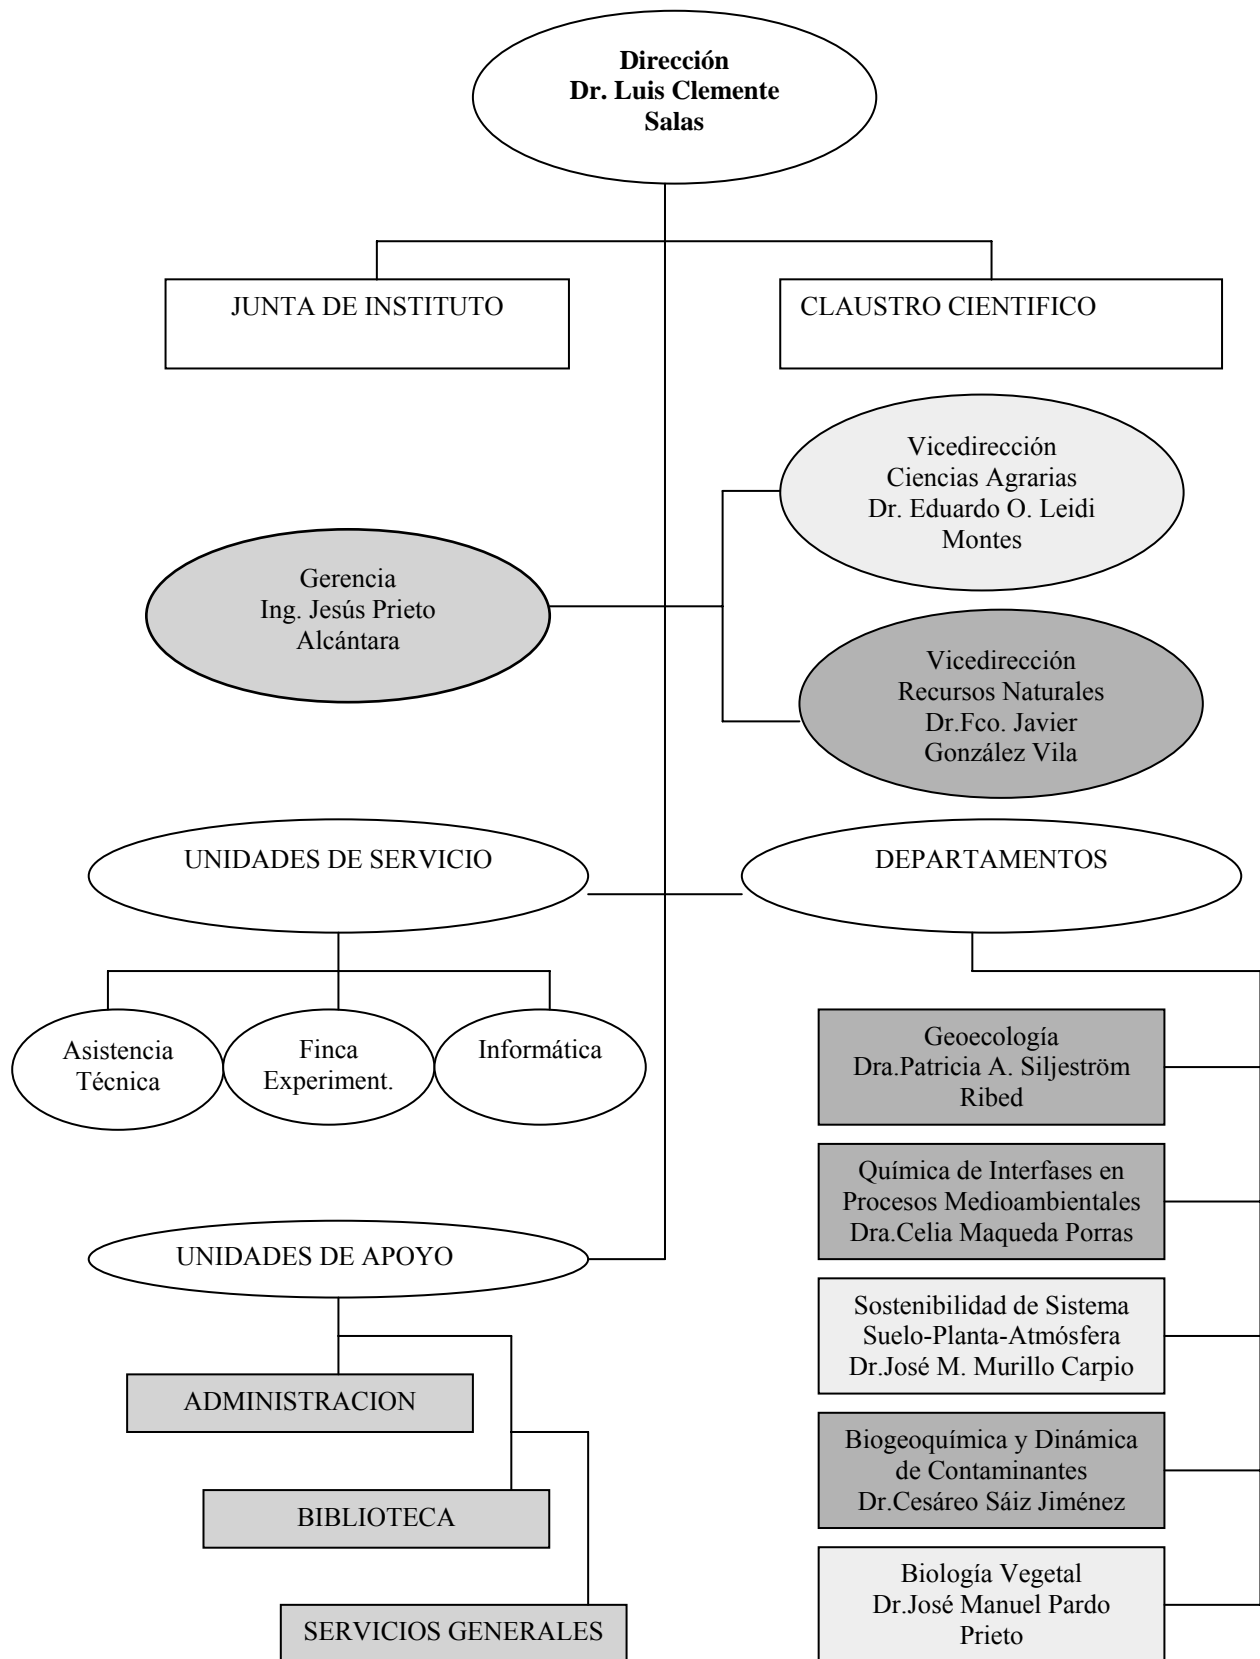 Dirección
Dr. Luis Clemente
Salas
JUNTA DE INSTITUTO
CLAUSTRO CIENTIFICO
Vicedirección
Ciencias Agrarias
Dr. Eduardo O. Leidi
Montes
Gerencia
Ing. Jesús Prieto
Alcántara
Vicedirección
Recursos Naturales
Dr.Fco. Javier
González Vila
UNIDADES DE SERVICIO
DEPARTAMENTOS
Asistencia
Técnica
Finca
Experiment.
Informática
Geoecología
Dra.Patricia A. Siljeström
Ribed
Química de Interfases en
Procesos Medioambientales
Dra.Celia Maqueda Porras
UNIDADES DE APOYO
Sostenibilidad de Sistema
Suelo-Planta-Atmósfera
Dr.José M. Murillo Carpio
ADMINISTRACION
Biogeoquímica y Dinámica
de Contaminantes
Dr.Cesáreo Sáiz Jiménez
BIBLIOTECA
Biología Vegetal
Dr.José Manuel Pardo
Prieto
SERVICIOS GENERALES